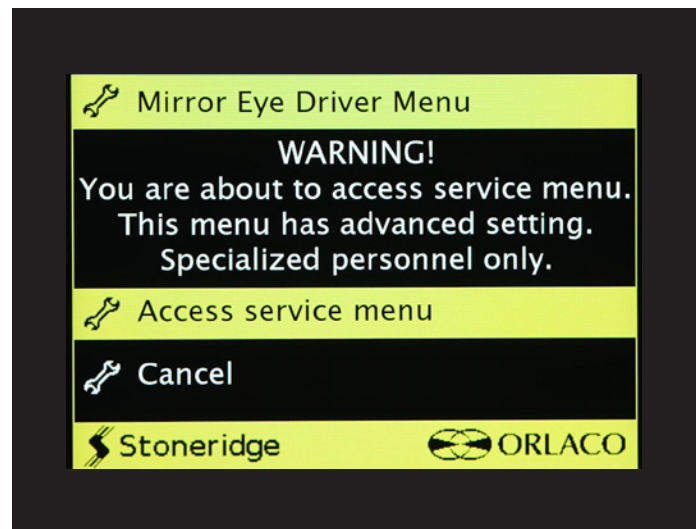 Mirror Eye Driver Menu
WARNING!
You are about to access service menu.
This menu has advanced setting.
Specialized personnel only.
Access service menu
Cancel
Stoneridge ORLACO